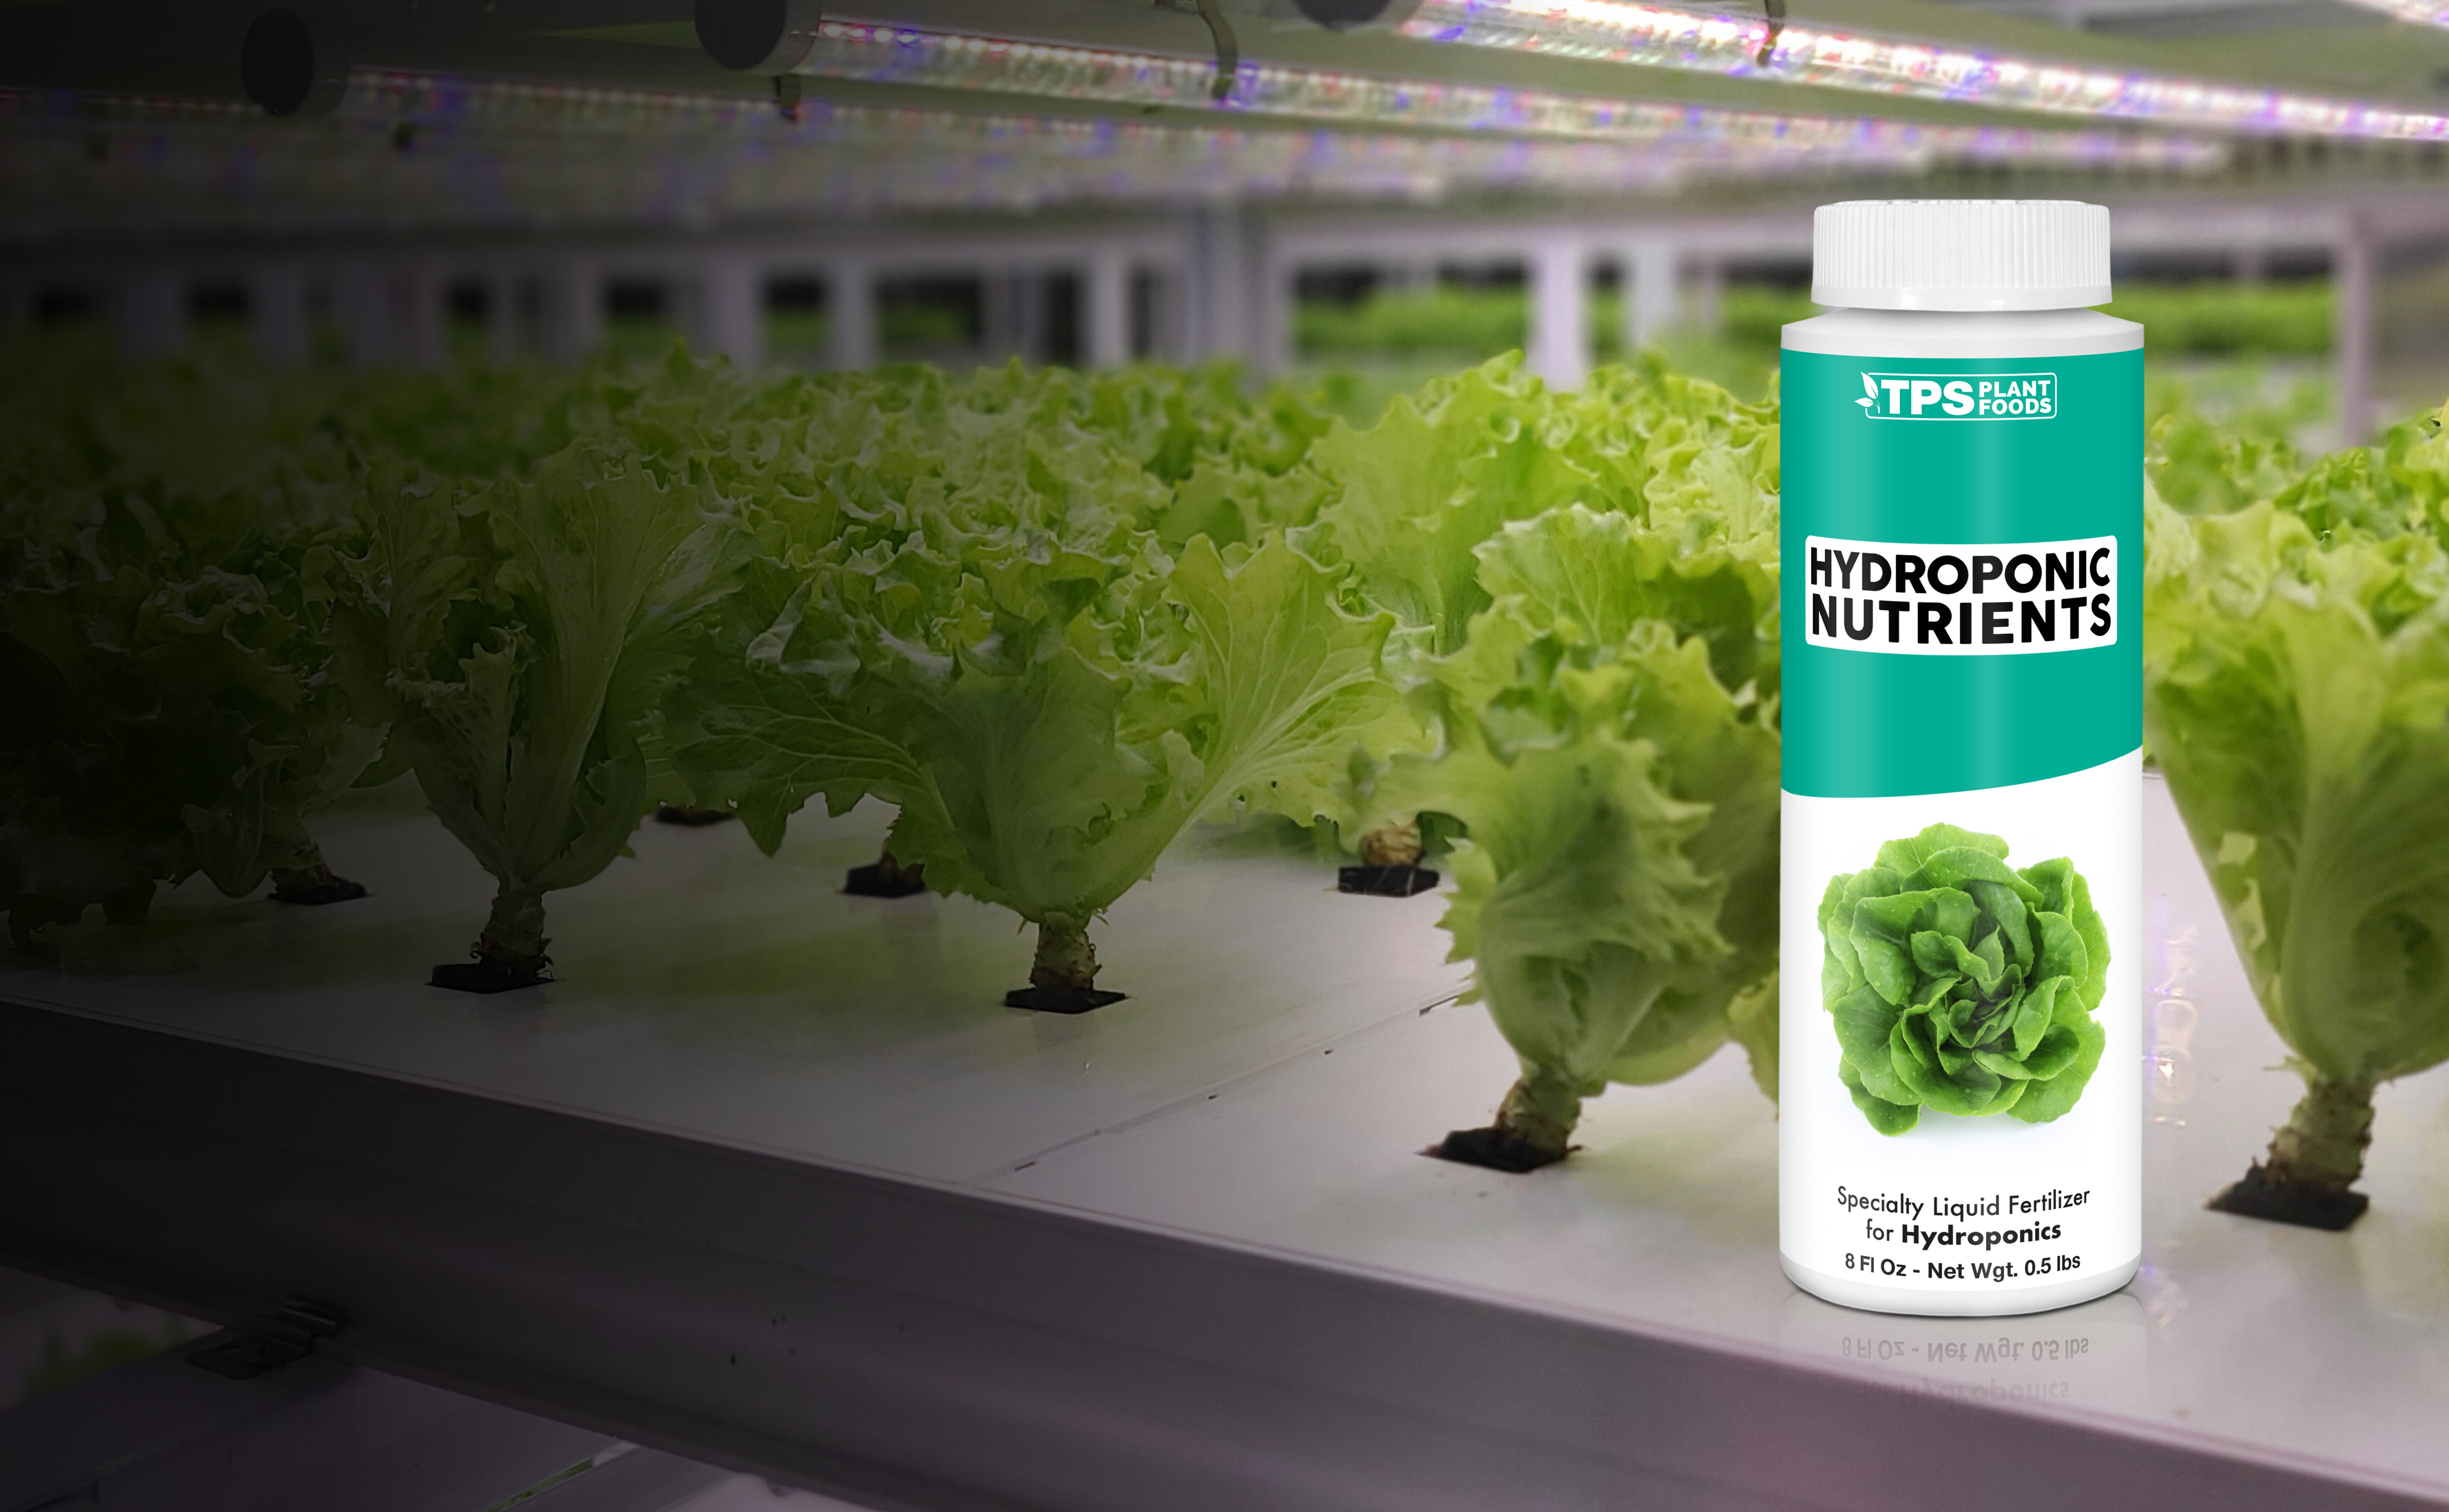 TPS PLANT FOODS
HYDROPONIC
NUTRIENTS
Specialty Liquid Fertilizer
for Hydroponics
8 Fl Oz - Net Wgt. 0.5 lbs